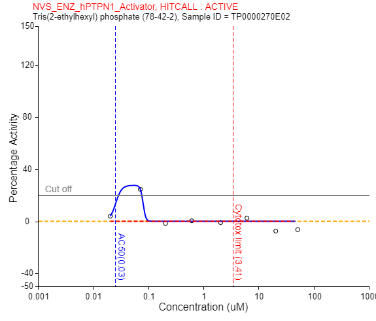 NVS_ENZ_hPTPN1_Activator, HITCALL : ACTIVE
Tris(2-ethylhexyl) phosphate (78-42-2), Sample ID = TP0000270E02
150
120
80
40
0
-40
-50
Percentage Activity
Cut off
AC50(0.03)
Cytotox limit (3.41)
0.001
0.01
0.1
1
10
100
1000
Concentration (uM)